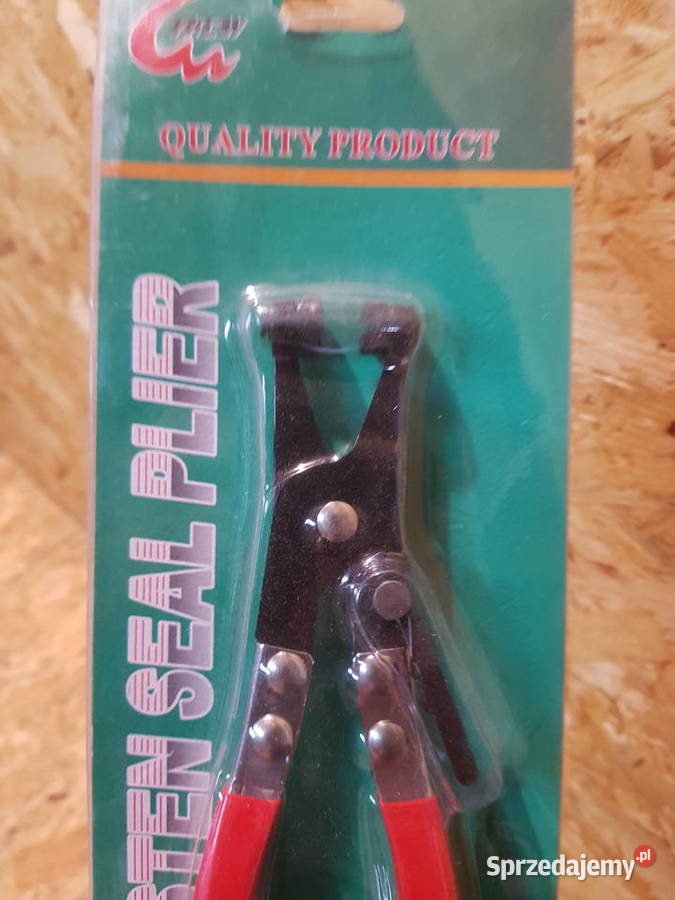 QUALITY PRODUCT
STEN SEAL PLIER
Sprzedajemy.pl